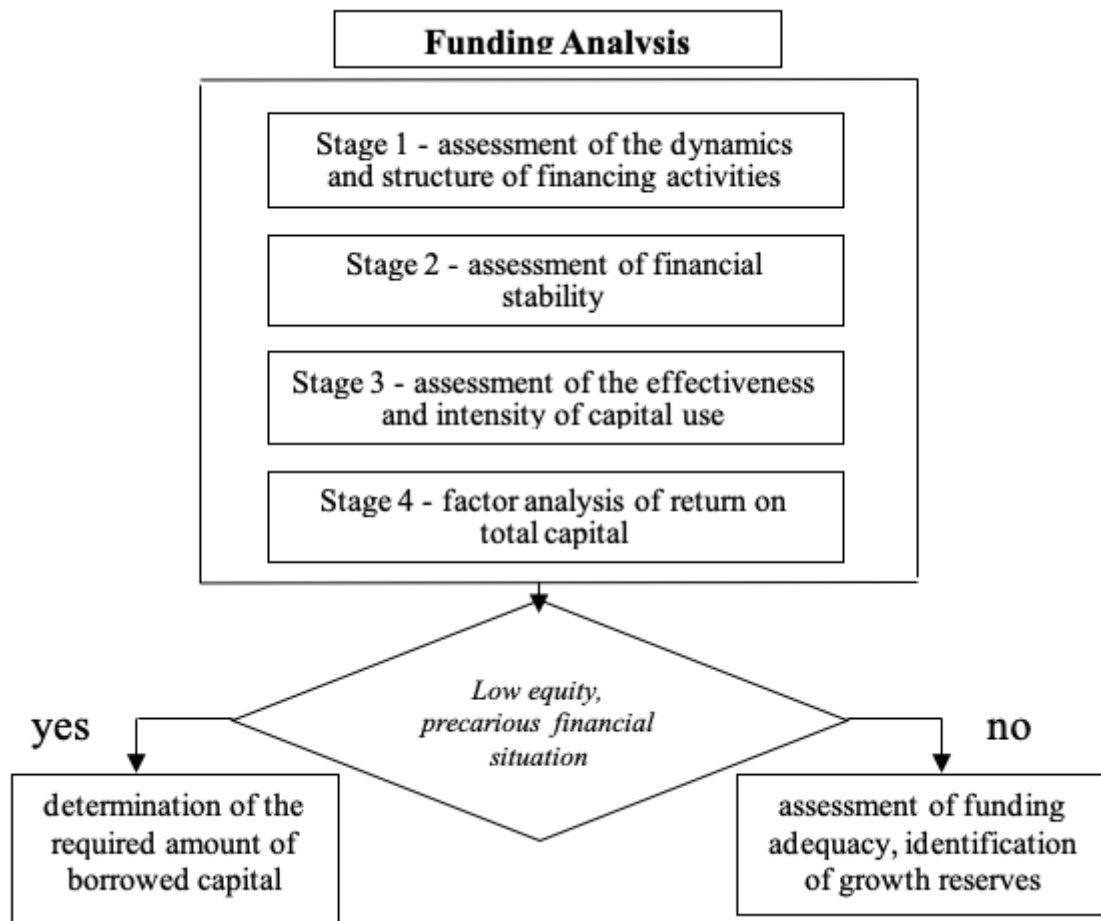 Funding Analysis
Stage 1 - assessment of the dynamics
and structure of financing activities
Stage 2 - assessment of financial
stability
Stage 3 - assessment of the effectiveness
and intensity of capital use
Stage 4 - factor analysis of return on
total capital
Low equity,
precarious financial
situation
yes
no
determination of the
required amount of
borrowed capital
assessment of funding
adequacy, identification
of growth reserves